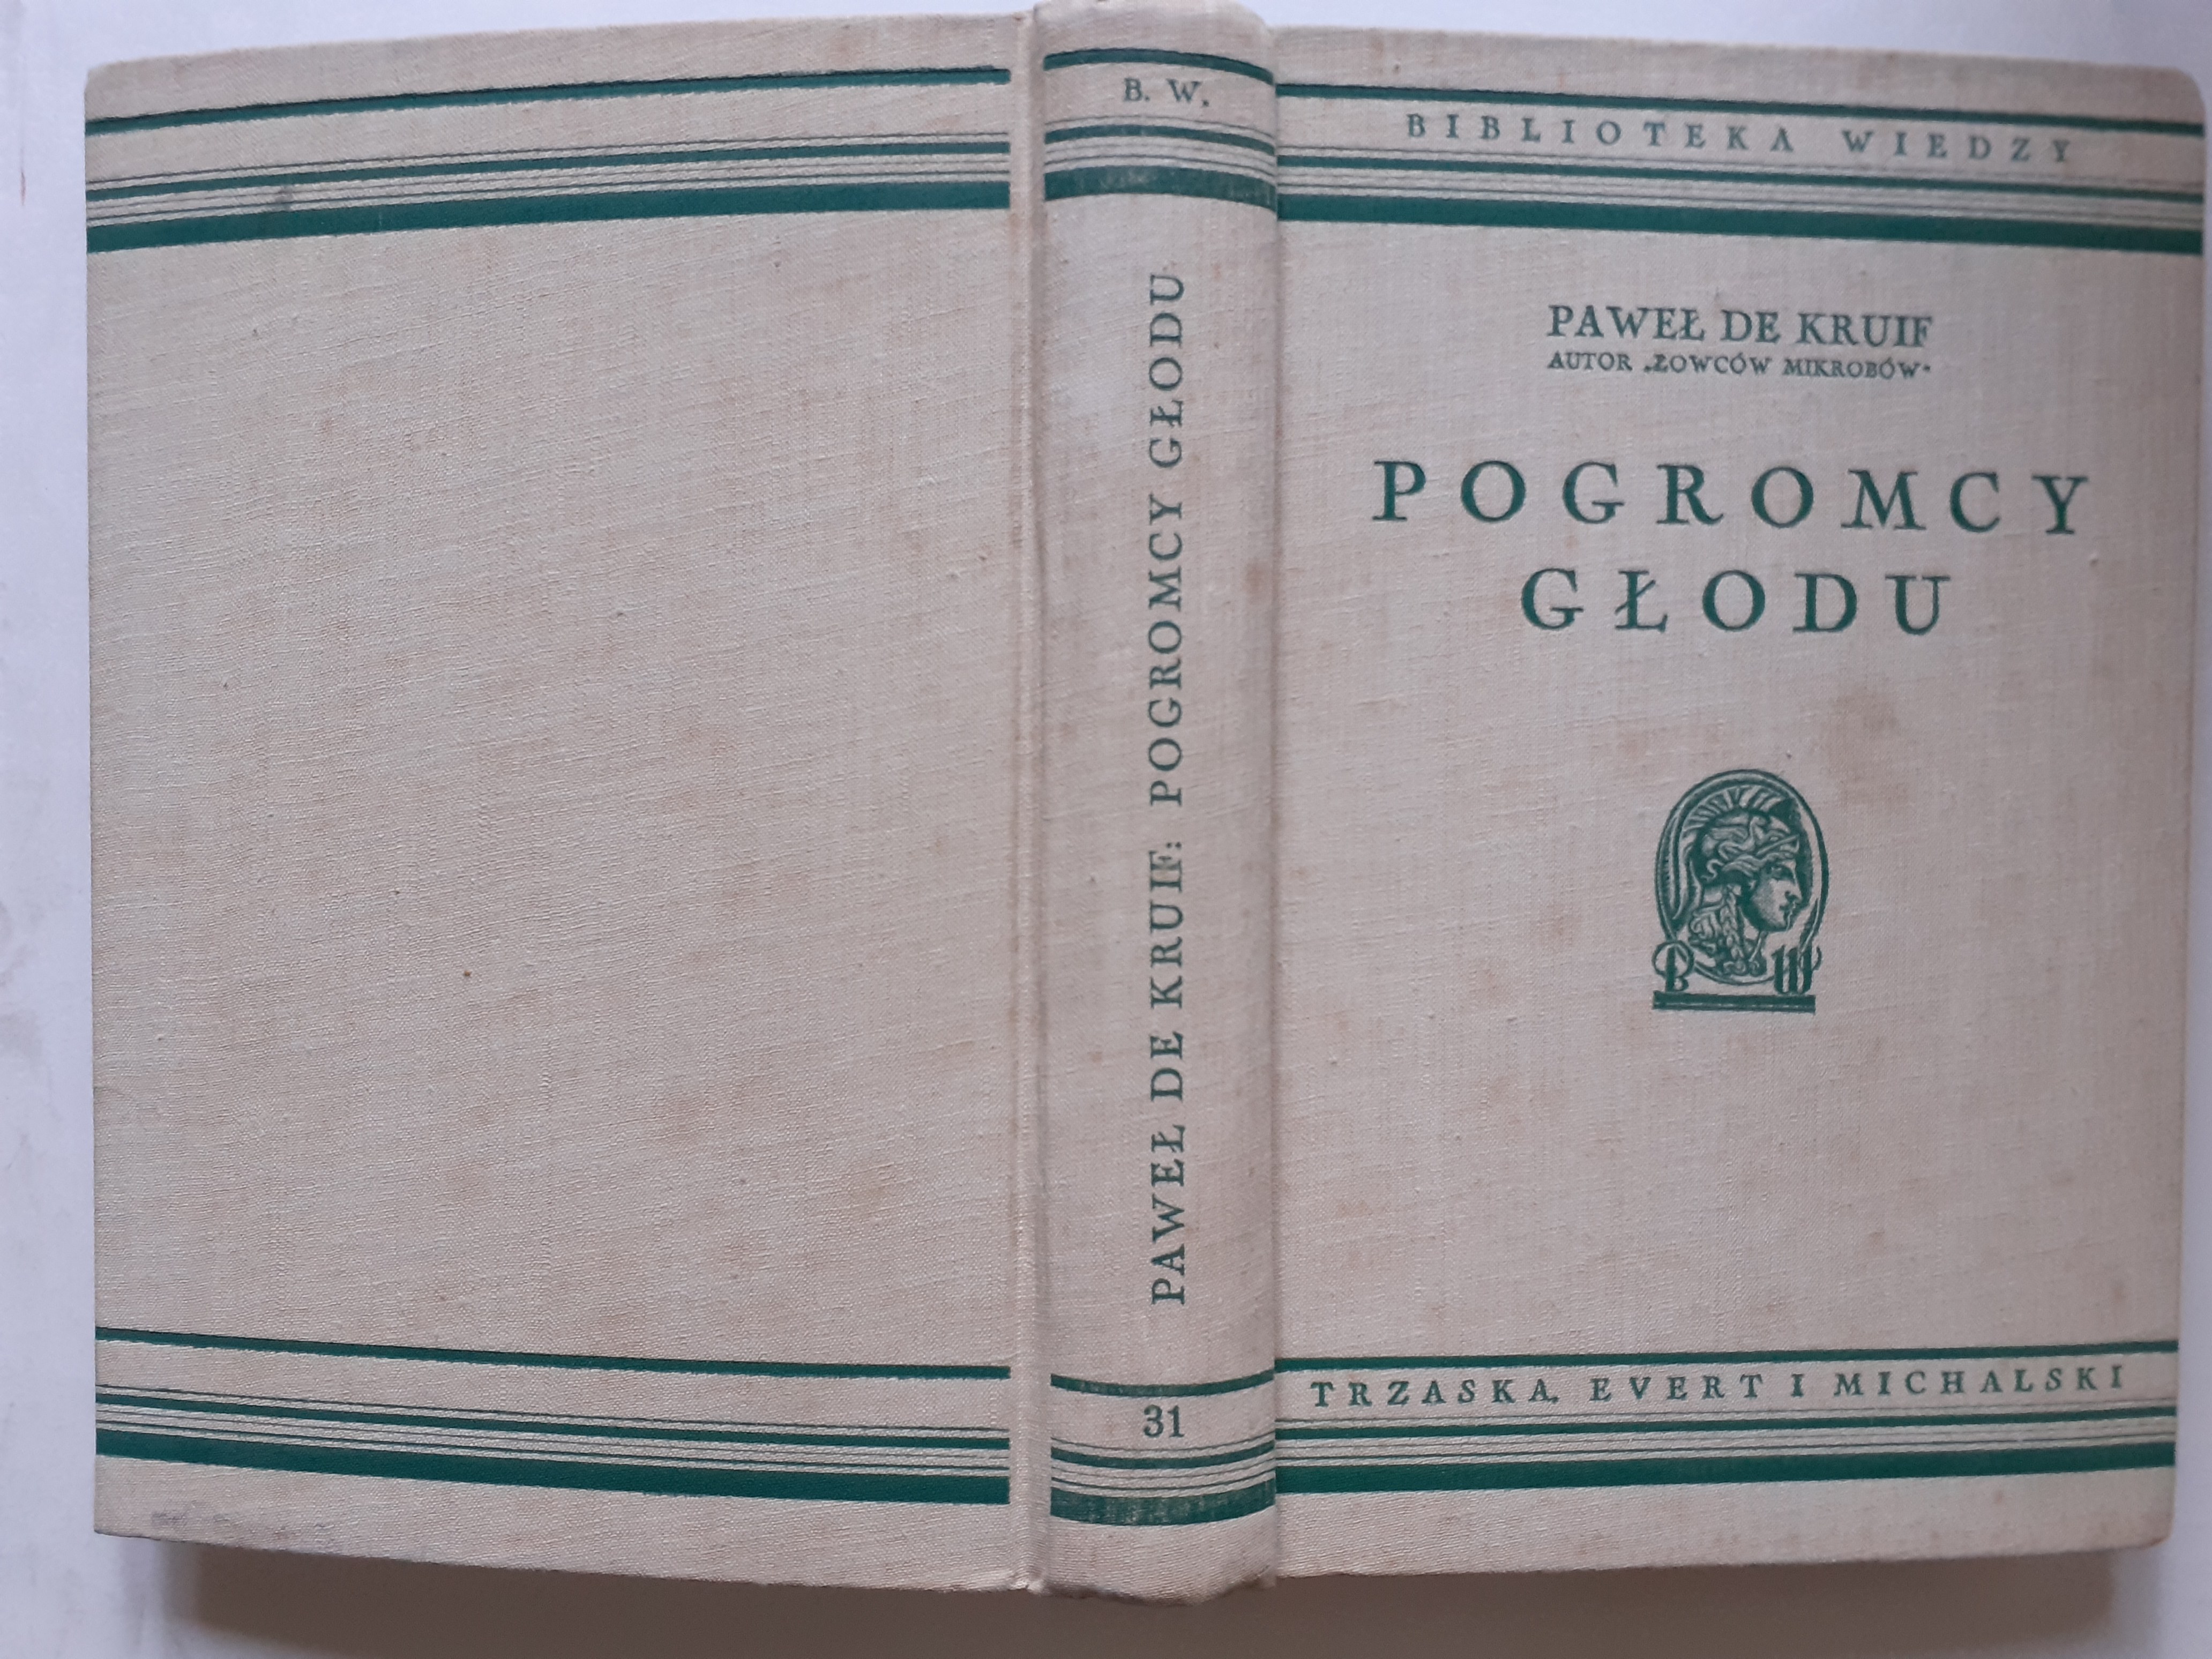 B. W.
PAWEŁ DE KRUIF: POGROMCY GŁODU
31
BIBLIOTEKA WIEDZY
PAWEŁ DE KRUIF
AUTOR „ŁOWCÓW MIKROBÓW“
POGROMCY
GŁODU
B W
TRZASKA, EVERT I MICHALSKI